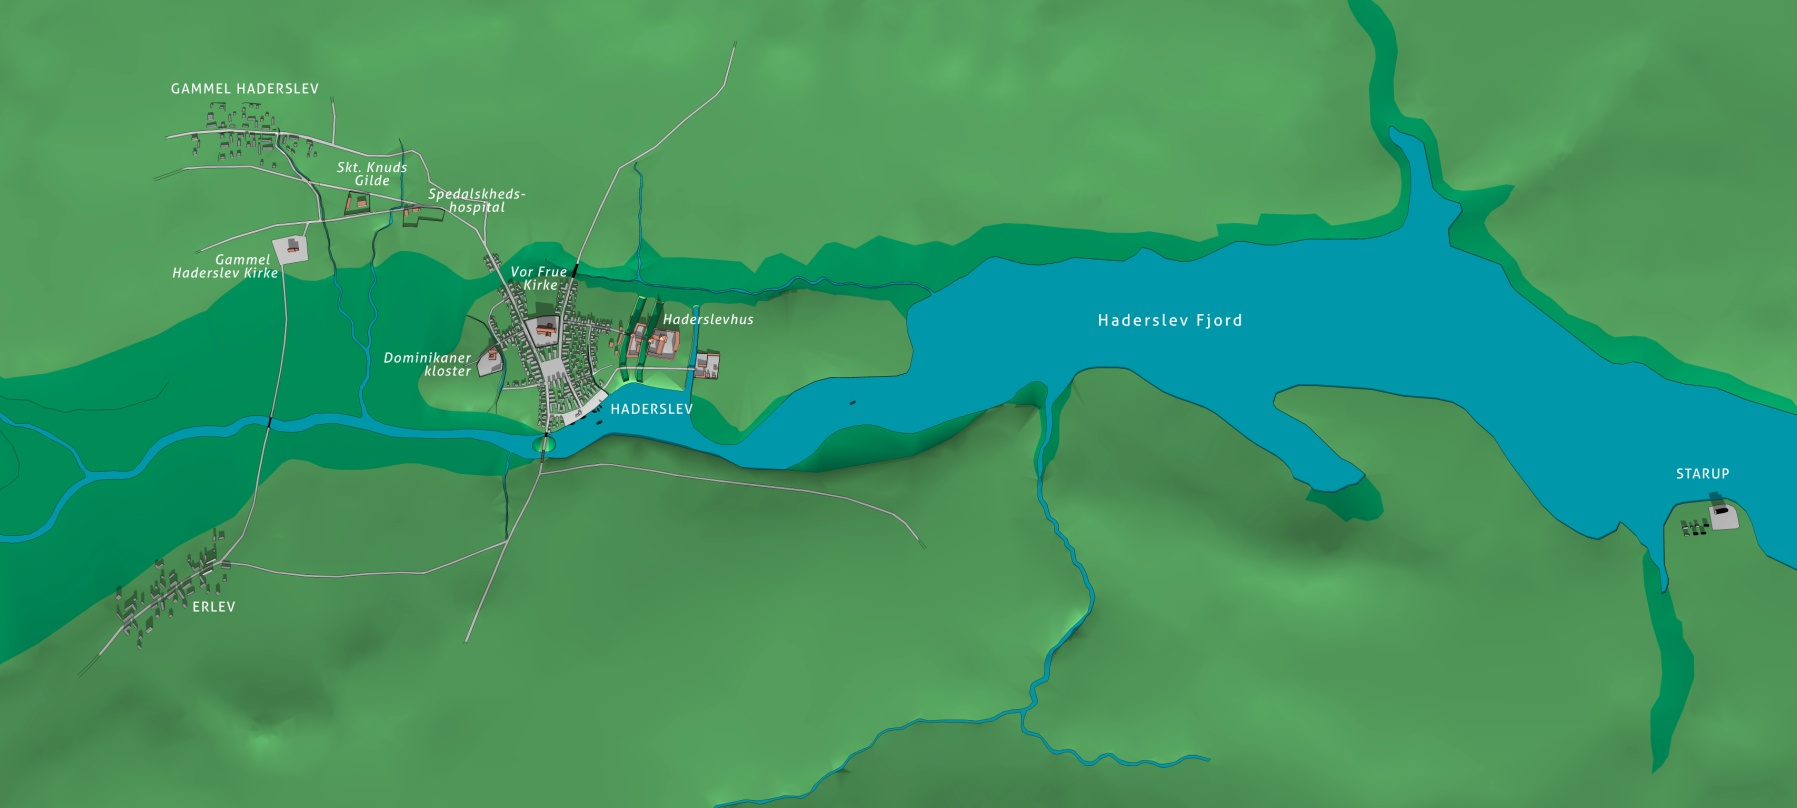 GAMMEL HADERSLEV
Skt. Knuds
Gilde
Spedalskheds-
hospital
Gammel
Haderslev Kirke
Vor Frue
Kirke
Haderslevhus
Haderslev Fjord
Dominikaner
kloster
HADERSLEV
STARUP
ERLEV